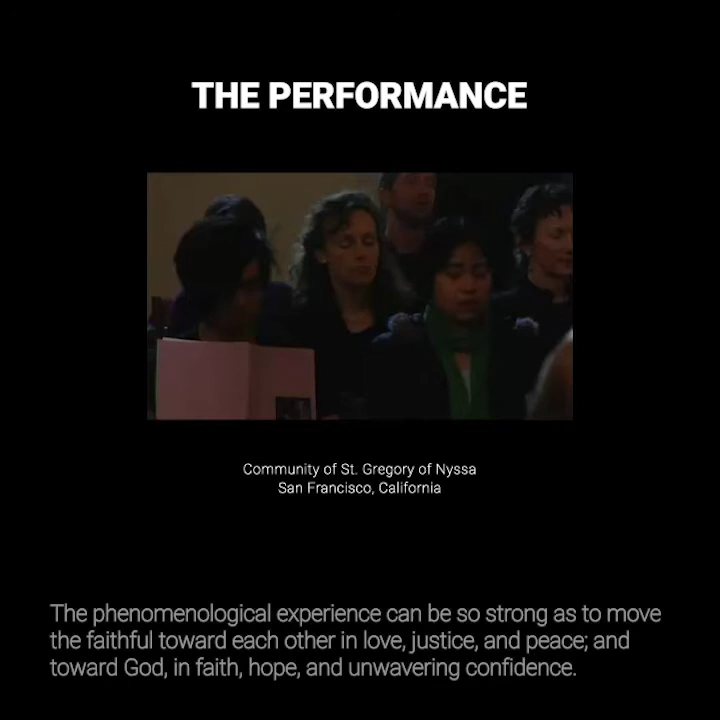 THE PERFORMANCE
Community of St. Gregory of Nyssa
San Francisco, California
The phenomenological experience can be so strong as to move
the faithful toward each other in love, justice, and peace; and
toward God, in faith, hope, and unwavering confidence.